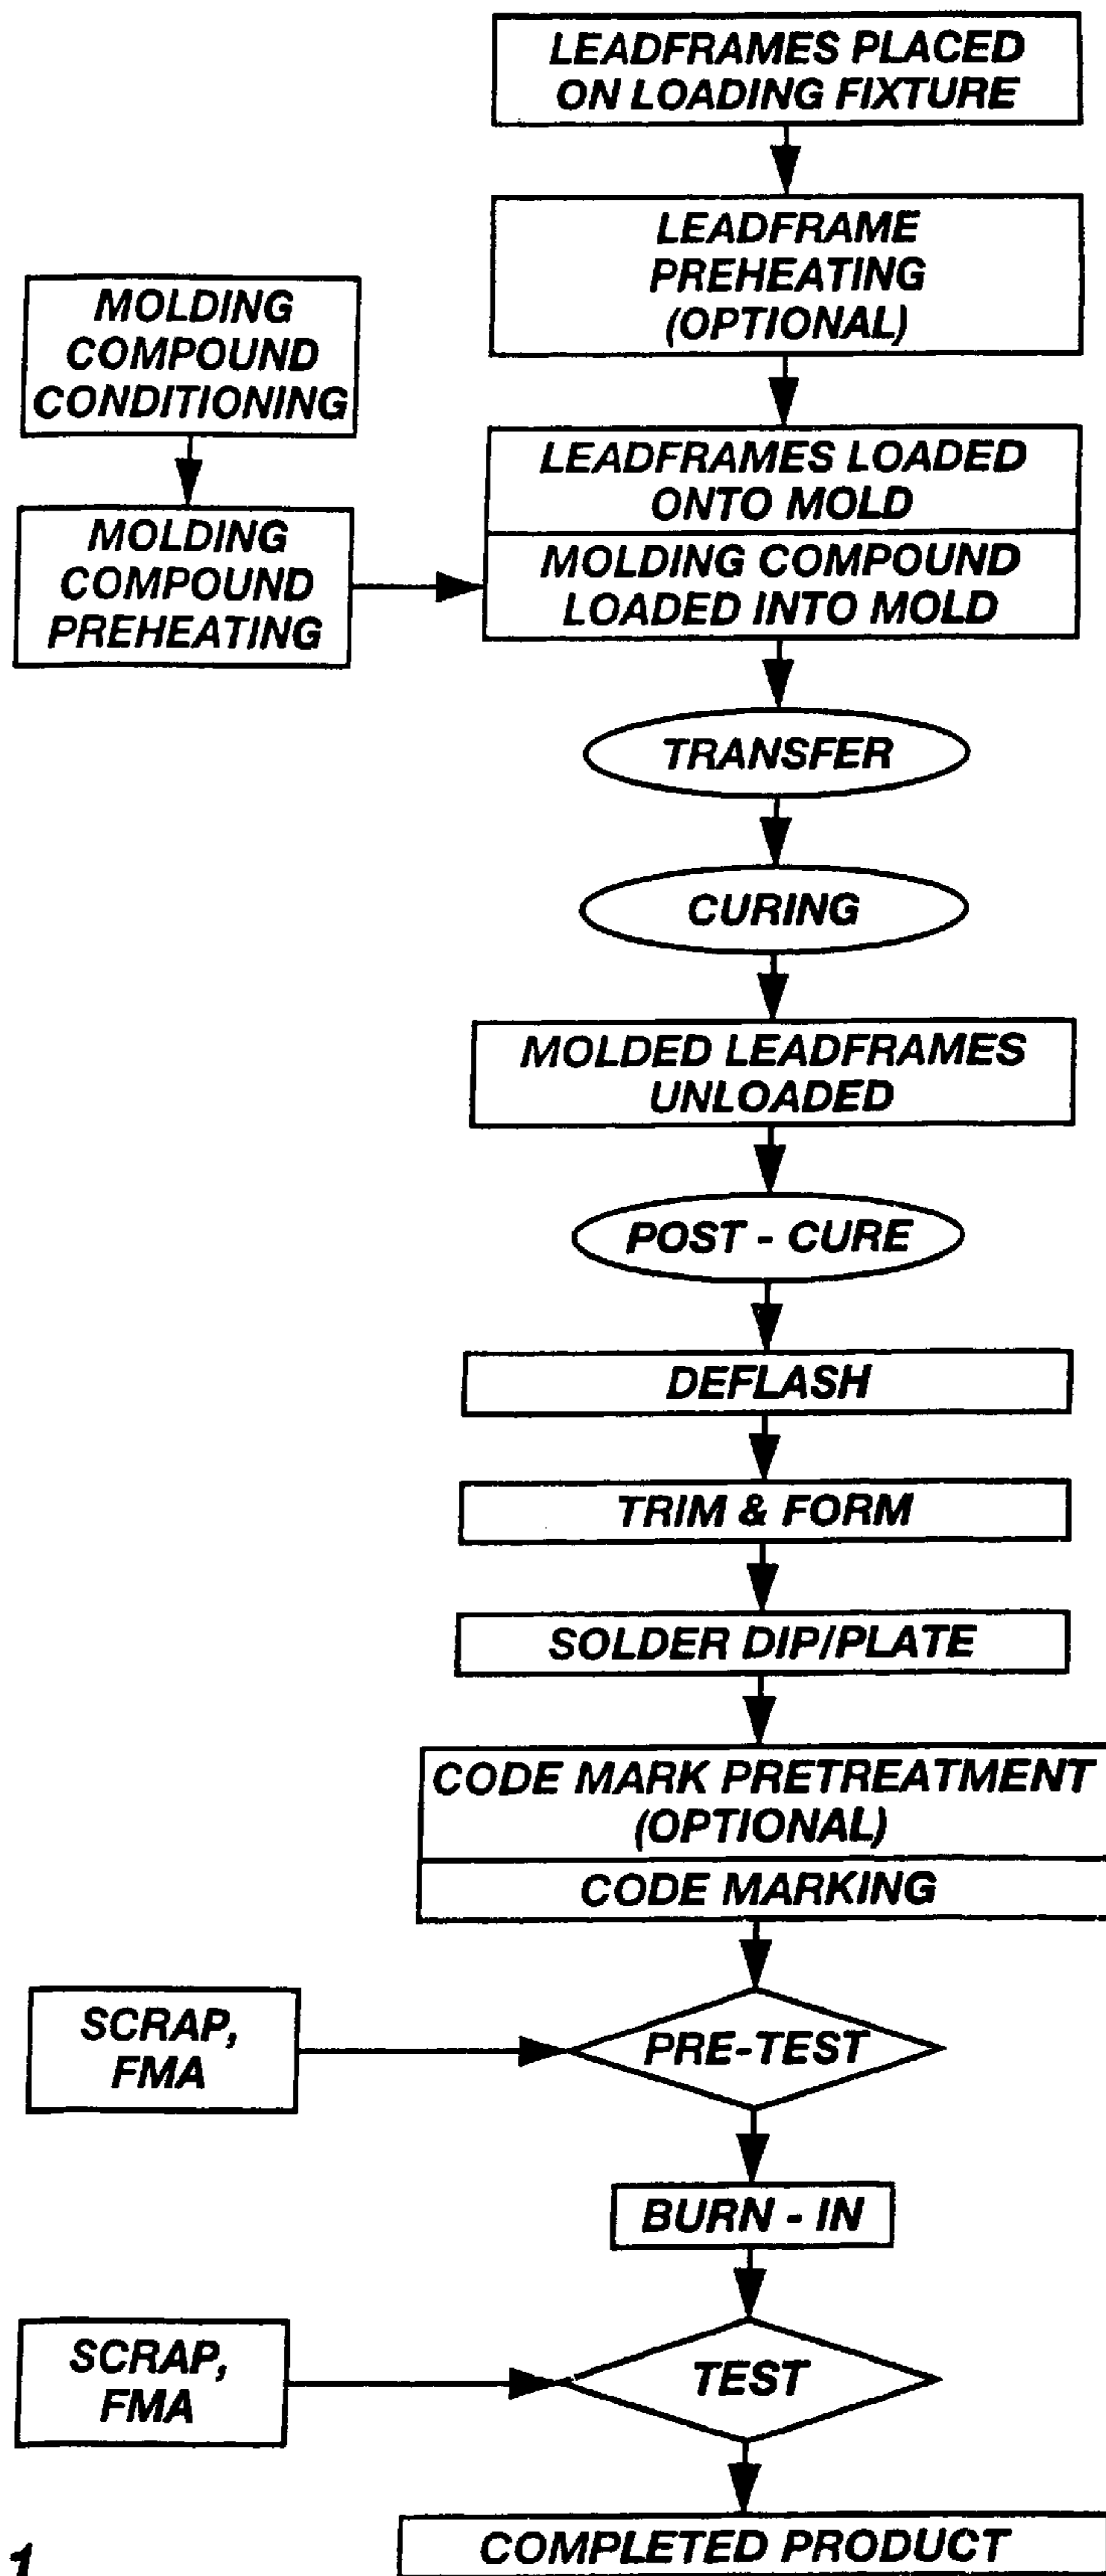 LEADFRAMES PLACED
ON LOADING FIXTURE
LEADFRAME
PREHEATING
(OPTIONAL)
MOLDING
COMPOUND
CONDITIONING
LEADFRAMES LOADED
ONTO MOLD
MOLDING
COMPOUND
PREHEATING
MOLDING COMPOUND
LOADED INTO MOLD
TRANSFER
CURING
MOLDED LEADFRAMES
UNLOADED
POST - CURE
DEFLASH
TRIM & FORM
SOLDER DIP/PLATE
CODE MARK PRETREATMENT
(OPTIONAL)
CODE MARKING
SCRAP,
FMA
PRE-TEST
BURN - IN
SCRAP,
FMA
TEST
COMPLETED PRODUCT
1